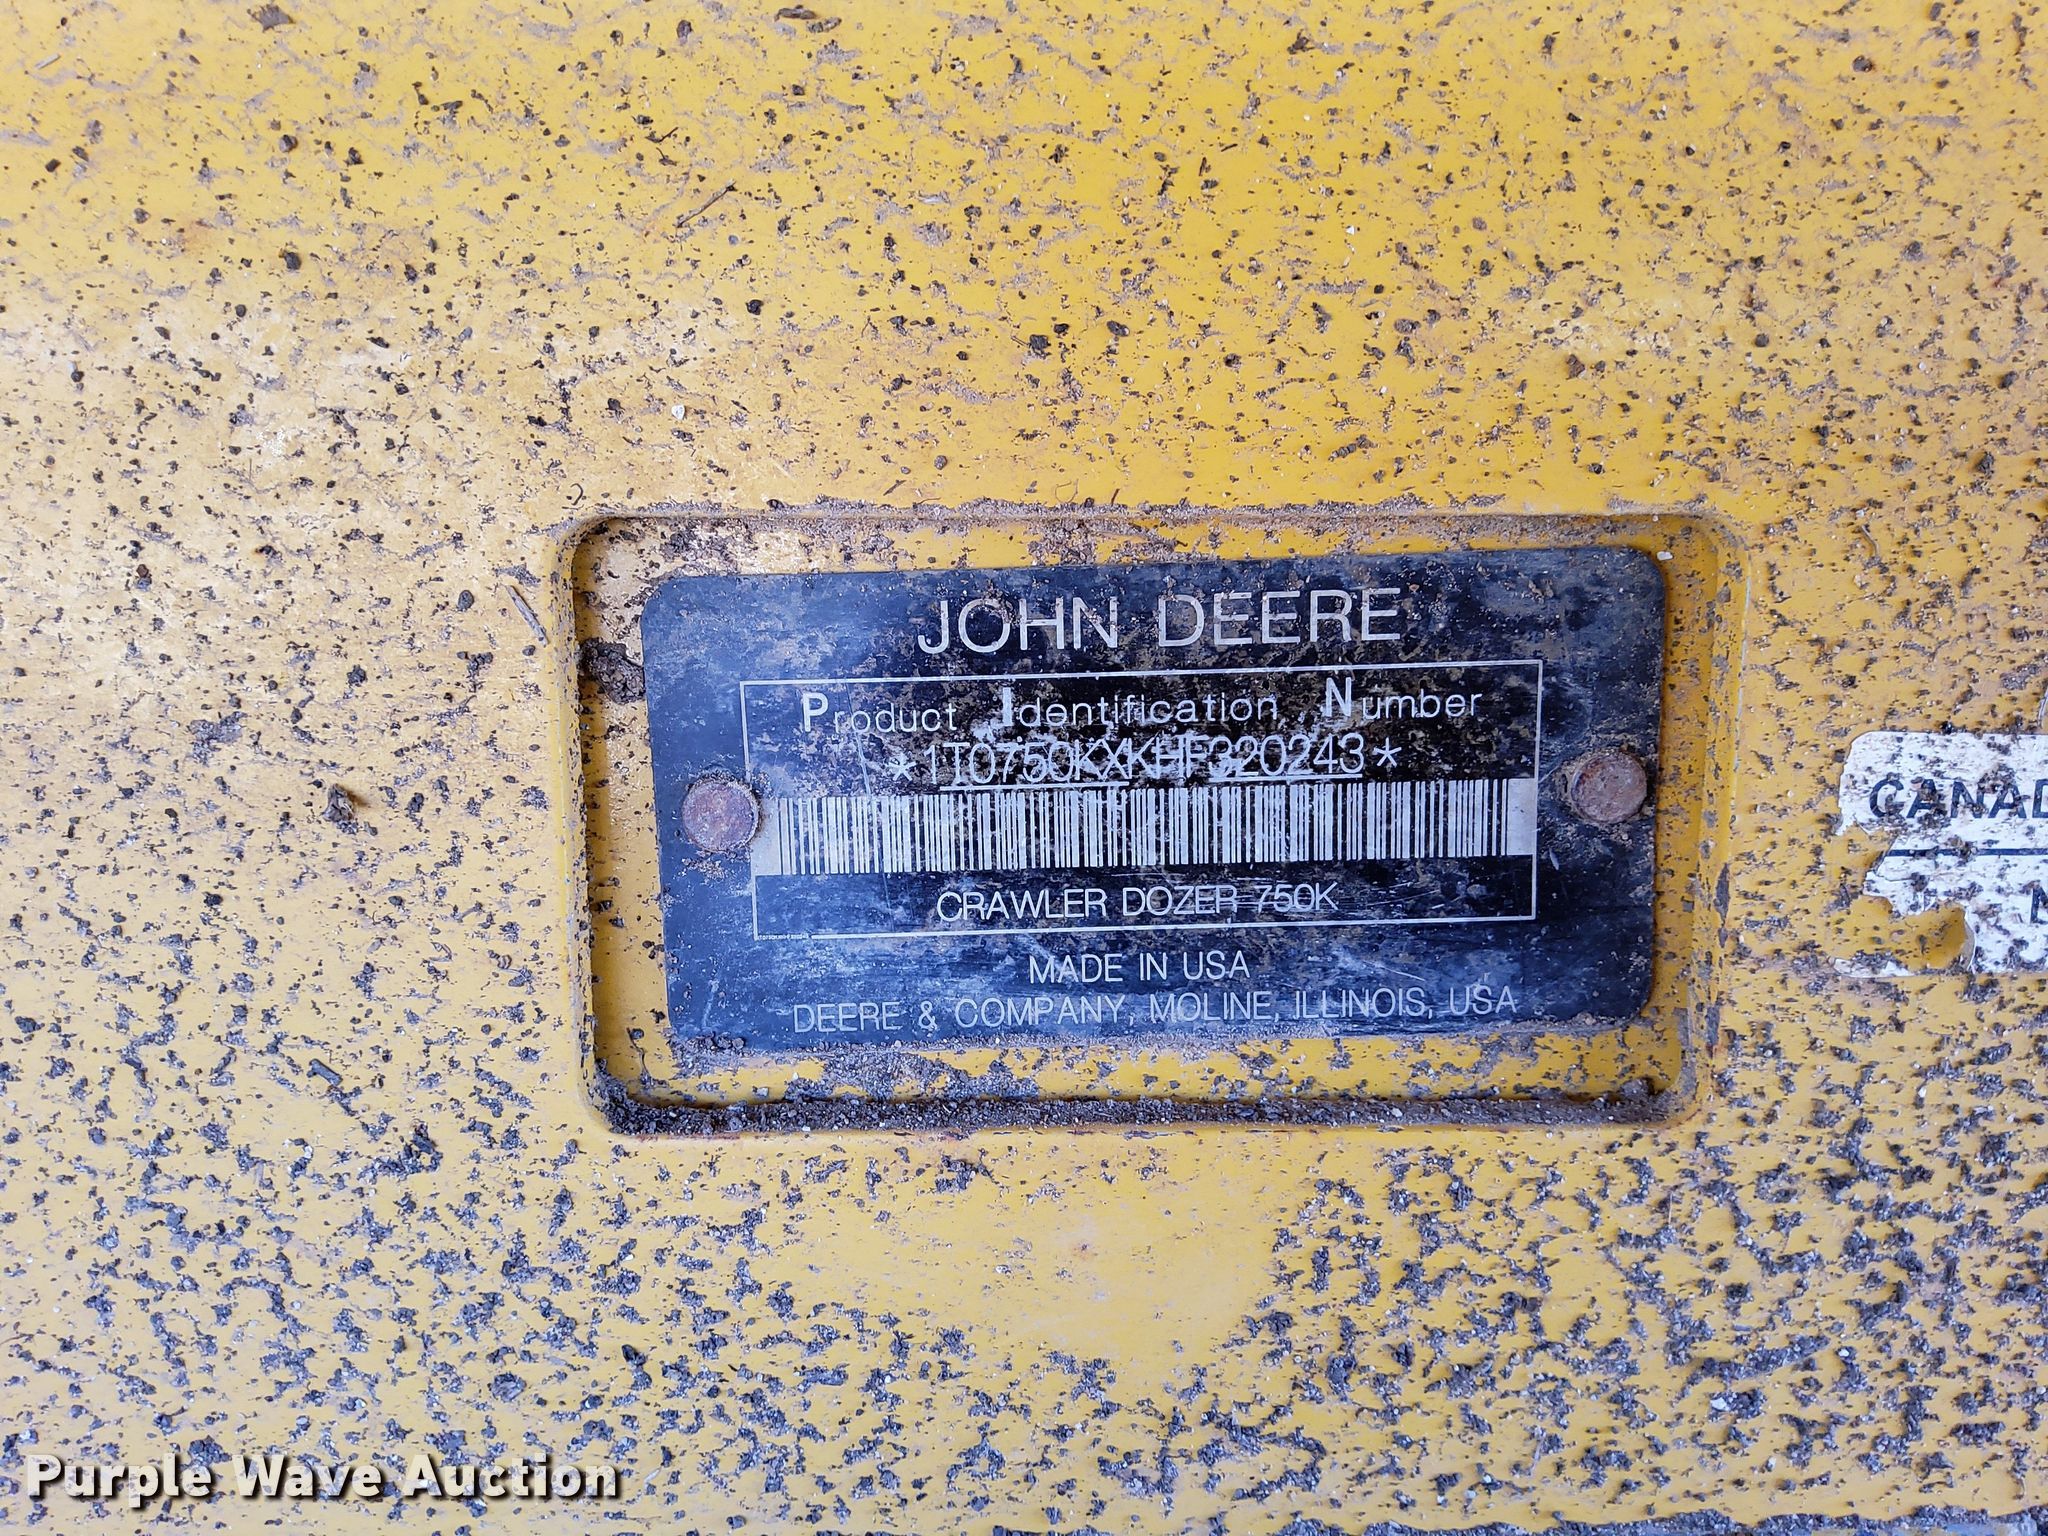 JOHN DEERE
Product Identification Number
*1T0750KXKHF320243*
CRAWLER DOZER 750K
MADE IN USA
DEERE & COMPANY, MOLINE, ILLINOIS, USA
CANAD
Purple Wave Auction